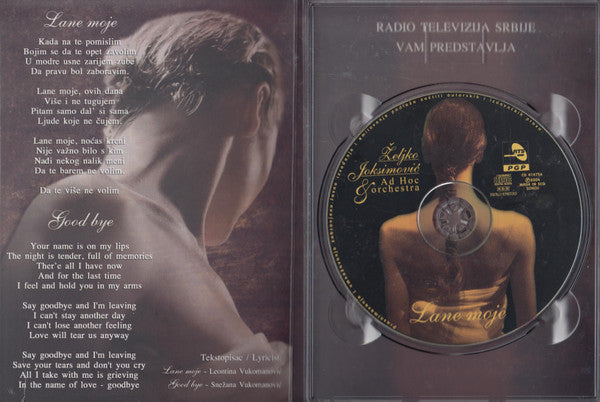 Lane moje
Kada na te pomislim
Bojim se da te opet zavolim
U modre usne zarijem zube
Da pravu bol zaboravim.
Lane moje, ovih dana
Više i ne tugujem
Pitam samo dal' si sama
Ljude koje ne čujem.
Lane moje, noćas kreni
Nije važno bilo s kim
Nađi nekog nalik meni
Da te barem ne volim.
Da te više ne volim
Good bye
Your name is on my lips
The night is tender, full of memories
Ther'e all I have now
And for the last time
I feel and hold you in my arms
Say goodbye and I'm leaving
I can't stay another day
I can't lose another feeling
Love will tear us anyway
Say goodbye and I'm leaving
Save your tears and don't you cry
All I take with me is grieving
In the name of love - goodbye
Tekstopisac / Lyricist
Lane moje - Leontina Vukomanović
Good bye - Snežana Vukomanović
RADIO TELEVIZIJA SRBIJE
VAM PREDSTAVLJA
Željko
Joksimović
& Ad Hoc
orchestra
RTS
PGP
Lane moje